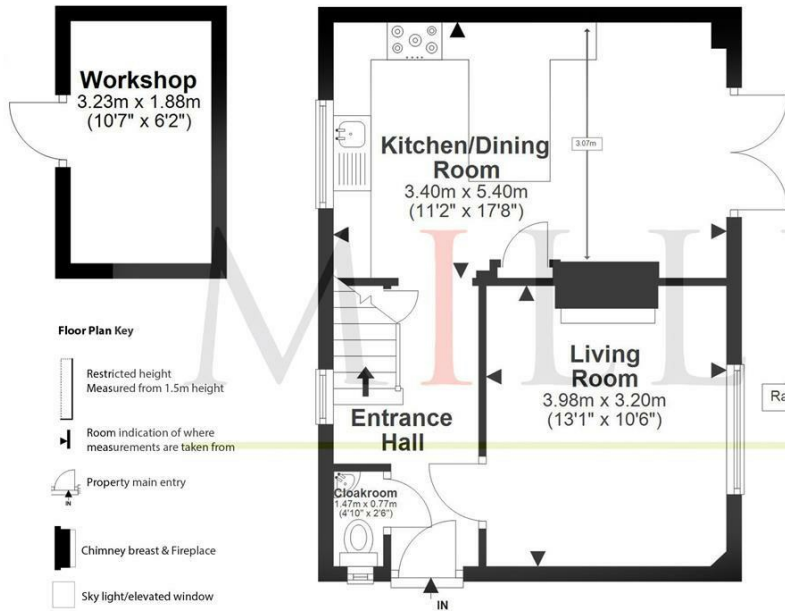 Workshop
3.23m x 1.88m
(10'7" x 6'2")
Kitchen/Dining
Room
3.40m x 5.40m
(11'2" x 17'8")
3.07m
MILL
Floor Plan Key
Restricted height
Measured from 1.5m height
Room indication of where
measurements are taken from
Property main entry
IN
Chimney breast & Fireplace
Sky light/elevated window
Entrance
Hall
Living
Room
3.98m x 3.20m
(13'1" x 10'6")
Cloakroom
1.47m x 0.77m
(4'10" x 2'6")
IN
Ra